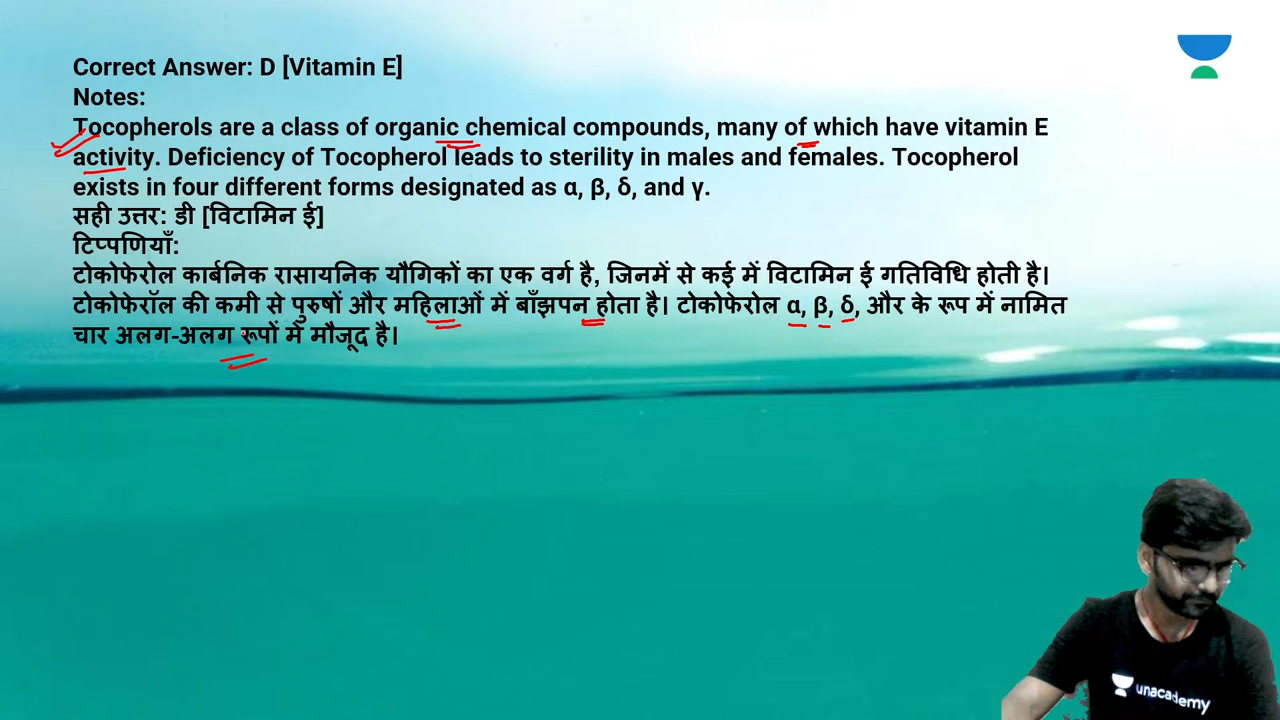 Correct Answer: D [Vitamin E]
Notes:
Tocopherols are a class of organic chemical compounds, many of which have vitamin E
activity. Deficiency of Tocopherol leads to sterility in males and females. Tocopherol
exists in four different forms designated as α, β, δ, and γ.
सही उत्तर: डी [विटामिन ई]
टिप्पणियाँ:
टोकोफेरोल कार्बनिक रासायनिक यौगिकों का एक वर्ग है, जिनमें से कई में विटामिन ई गतिविधि होती है।
टोकोफेरॉल की कमी से पुरुषों और महिलाओं में बाँझपन होता है। टोकोफेरोल α, β, δ, और के रूप में नामित
चार अलग-अलग रूपों में मौजूद है।
unacademy